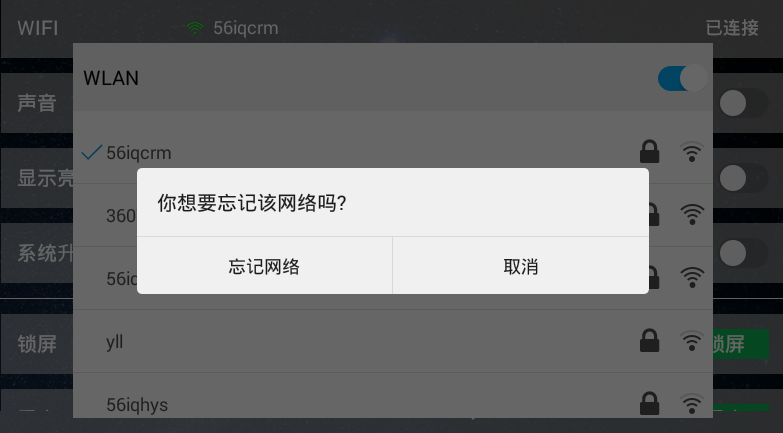 WIFI 56iqcrm 已连接
WLAN
声音
56iqcrm
显示亮
你想要忘记该网络吗?
360
系统升
忘记网络 取消
56iq
锁屏 yll 锁屏
56iqhys